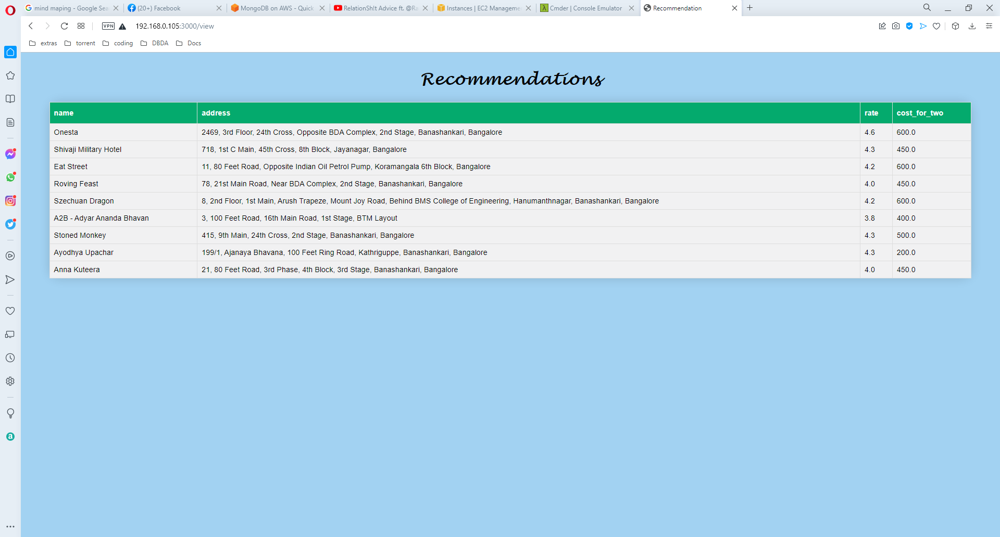 mind maping - Google Sea
(20+) Facebook
MongoDB on AWS - Quick
RelationSh!t Advice ft. @Ra
Instances | EC2 Manageme
Cmder | Console Emulator
Recommendation
VPN
192.168.0.105:3000/view
extras torrent coding DBDA Docs
Recommendations
name address rate cost_for_two
Onesta 2469, 3rd Floor, 24th Cross, Opposite BDA Complex, 2nd Stage, Banashankari, Bangalore 4.6 600.0
Shivaji Military Hotel 718, 1st C Main, 45th Cross, 8th Block, Jayanagar, Bangalore 4.3 450.0
Eat Street 11, 80 Feet Road, Opposite Indian Oil Petrol Pump, Koramangala 6th Block, Bangalore 4.2 600.0
Roving Feast 78, 21st Main Road, Near BDA Complex, 2nd Stage, Banashankari, Bangalore 4.0 450.0
Szechuan Dragon 8, 2nd Floor, 1st Main, Arush Trapeze, Mount Joy Road, Behind BMS College of Engineering, Hanumanthnagar, Banashankari, Bangalore 4.2 600.0
A2B - Adyar Ananda Bhavan 3, 100 Feet Road, 16th Main Road, 1st Stage, BTM Layout 3.8 400.0
Stoned Monkey 415, 9th Main, 24th Cross, 2nd Stage, Banashankari, Bangalore 4.3 500.0
Ayodhya Upachar 199/1, Ajanaya Bhavana, 100 Feet Ring Road, Kathriguppe, Banashankari, Bangalore 4.3 200.0
Anna Kuteera 21, 80 Feet Road, 3rd Phase, 4th Block, 3rd Stage, Banashankari, Bangalore 4.0 450.0